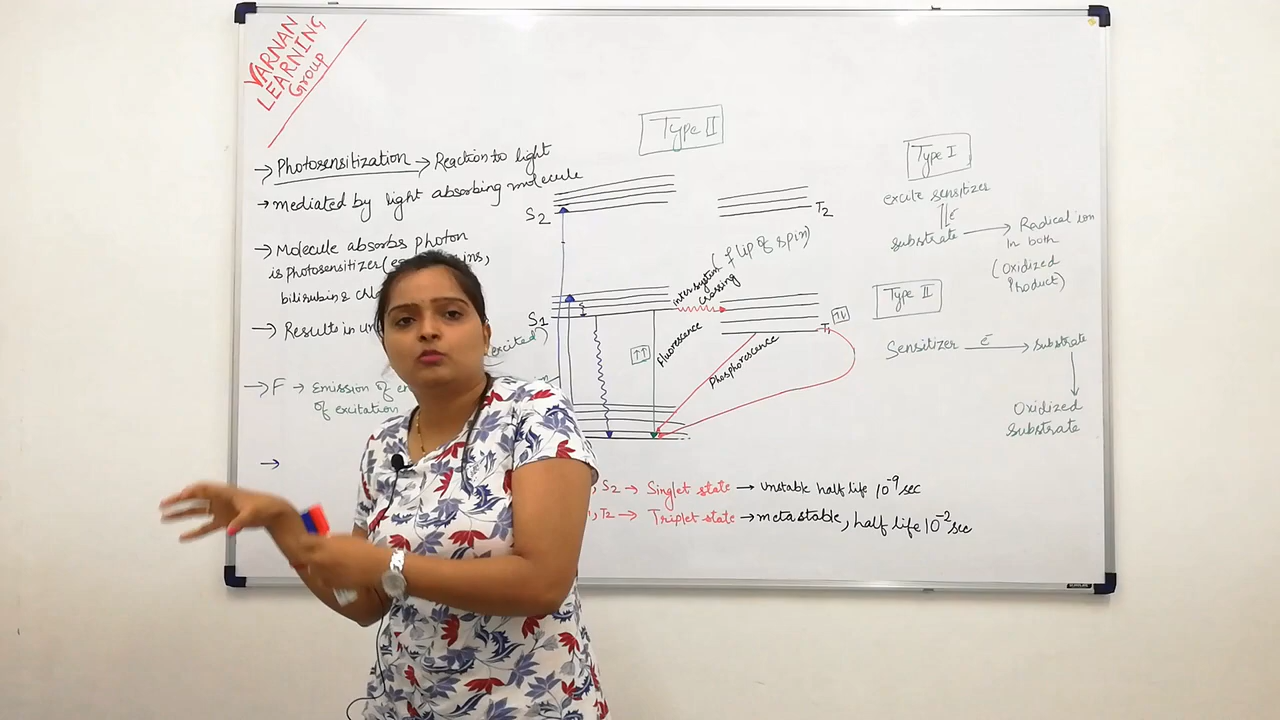 VARNAN
LEARNING
Group
→ Photosensitization → Reaction to light
→ mediated by light absorbing molecule
→ Molecule absorbs photon
is photosensitizer
bilirubin &
→ Results in
excited)
→ F → Emission of
of excitation
→
Type II
S2
T2
S1
T1
intersystem crossing
(flip of spin)
↑↑
↑↓
Fluorescence
Phosphorescence
, S2 → Singlet state → unstable half life 10⁻⁹ sec
, T2 → Triplet state → metastable, half life 10⁻² sec
Type I
excite sensitizer
e⁻
substrate → Radical ion
in both
(Oxidized
Product)
Type II
Sensitizer e⁻ → substrate
Oxidized
substrate